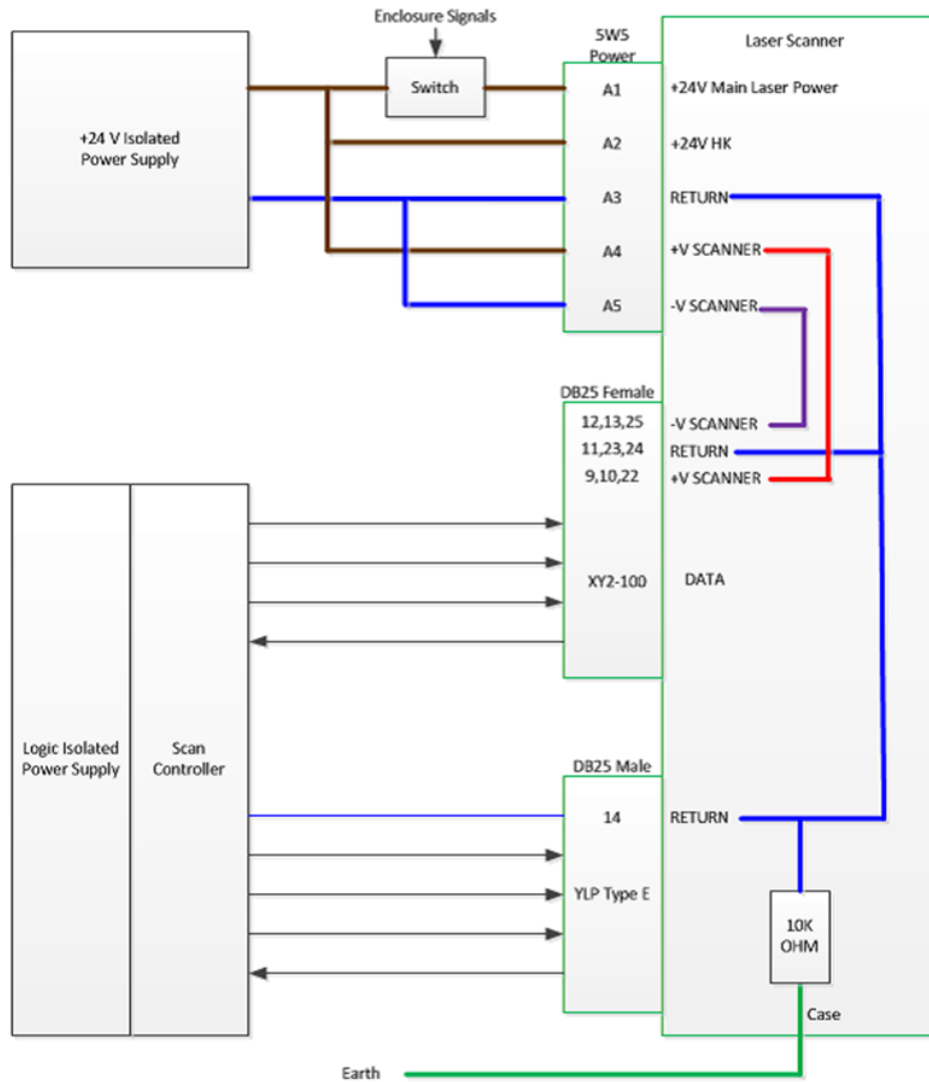 Enclosure Signals
5W5
Power
Laser Scanner
+24 V Isolated
Power Supply
Switch
A1
+24V Main Laser Power
A2
+24V HK
A3
RETURN
A4
+V SCANNER
A5
-V SCANNER
DB25 Female
12,13,25
-V SCANNER
11,23,24
RETURN
9,10,22
+V SCANNER
XY2-100
DATA
Logic Isolated
Power Supply
Scan
Controller
DB25 Male
14
RETURN
YLP Type E
10K
OHM
Case
Earth